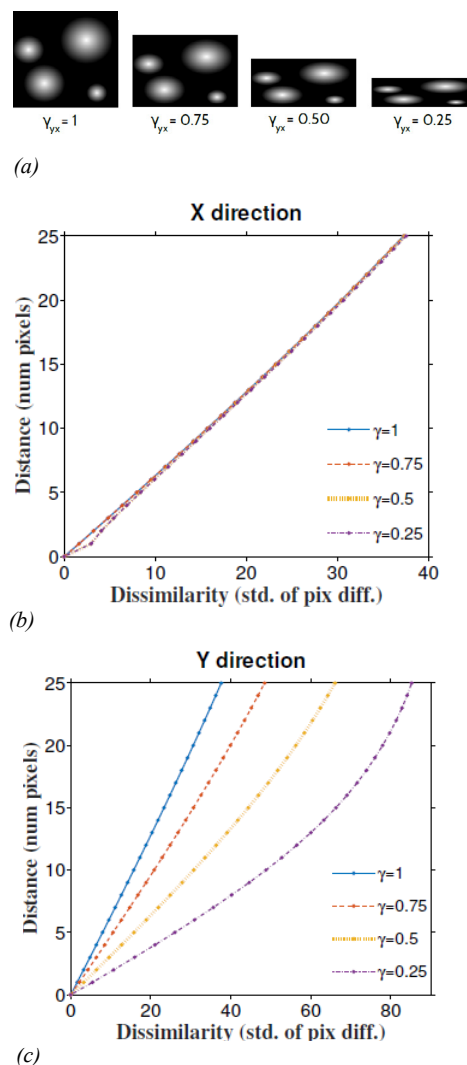 γyx = 1 γyx = 0.75 γyx = 0.50 γyx = 0.25
(a)
X direction
25
20
15
10
5
0
Distance (num pixels)
γ=1
γ=0.75
γ=0.5
γ=0.25
0 10 20 30 40
Dissimilarity (std. of pix diff.)
(b)
Y direction
25
20
15
10
5
0
Distance (num pixels)
γ=1
γ=0.75
γ=0.5
γ=0.25
0 20 40 60 80
Dissimilarity (std. of pix diff.)
(c)